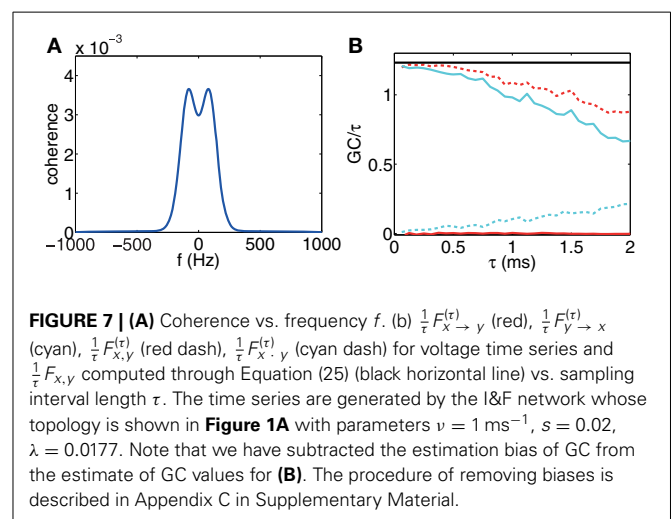 A
x 10⁻³
4
3
2
1
0
coherence
−1000 −500 0 500 1000
f (Hz)
B
1
0.5
0
GC/τ
0 0.5 1 1.5 2
τ (ms)
FIGURE 7 | (A) Coherence vs. frequency f. (b) 1/τ F^(τ)_{x → y} (red), 1/τ F^(τ)_{y → x}
(cyan), 1/τ F^(τ)_{x,y} (red dash), 1/τ F^(τ)_{x · y} (cyan dash) for voltage time series and
1/τ F_{x,y} computed through Equation (25) (black horizontal line) vs. sampling
interval length τ. The time series are generated by the I&F network whose
topology is shown in Figure 1A with parameters ν = 1 ms⁻¹, s = 0.02,
λ = 0.0177. Note that we have subtracted the estimation bias of GC from
the estimate of GC values for (B). The procedure of removing biases is
described in Appendix C in Supplementary Material.